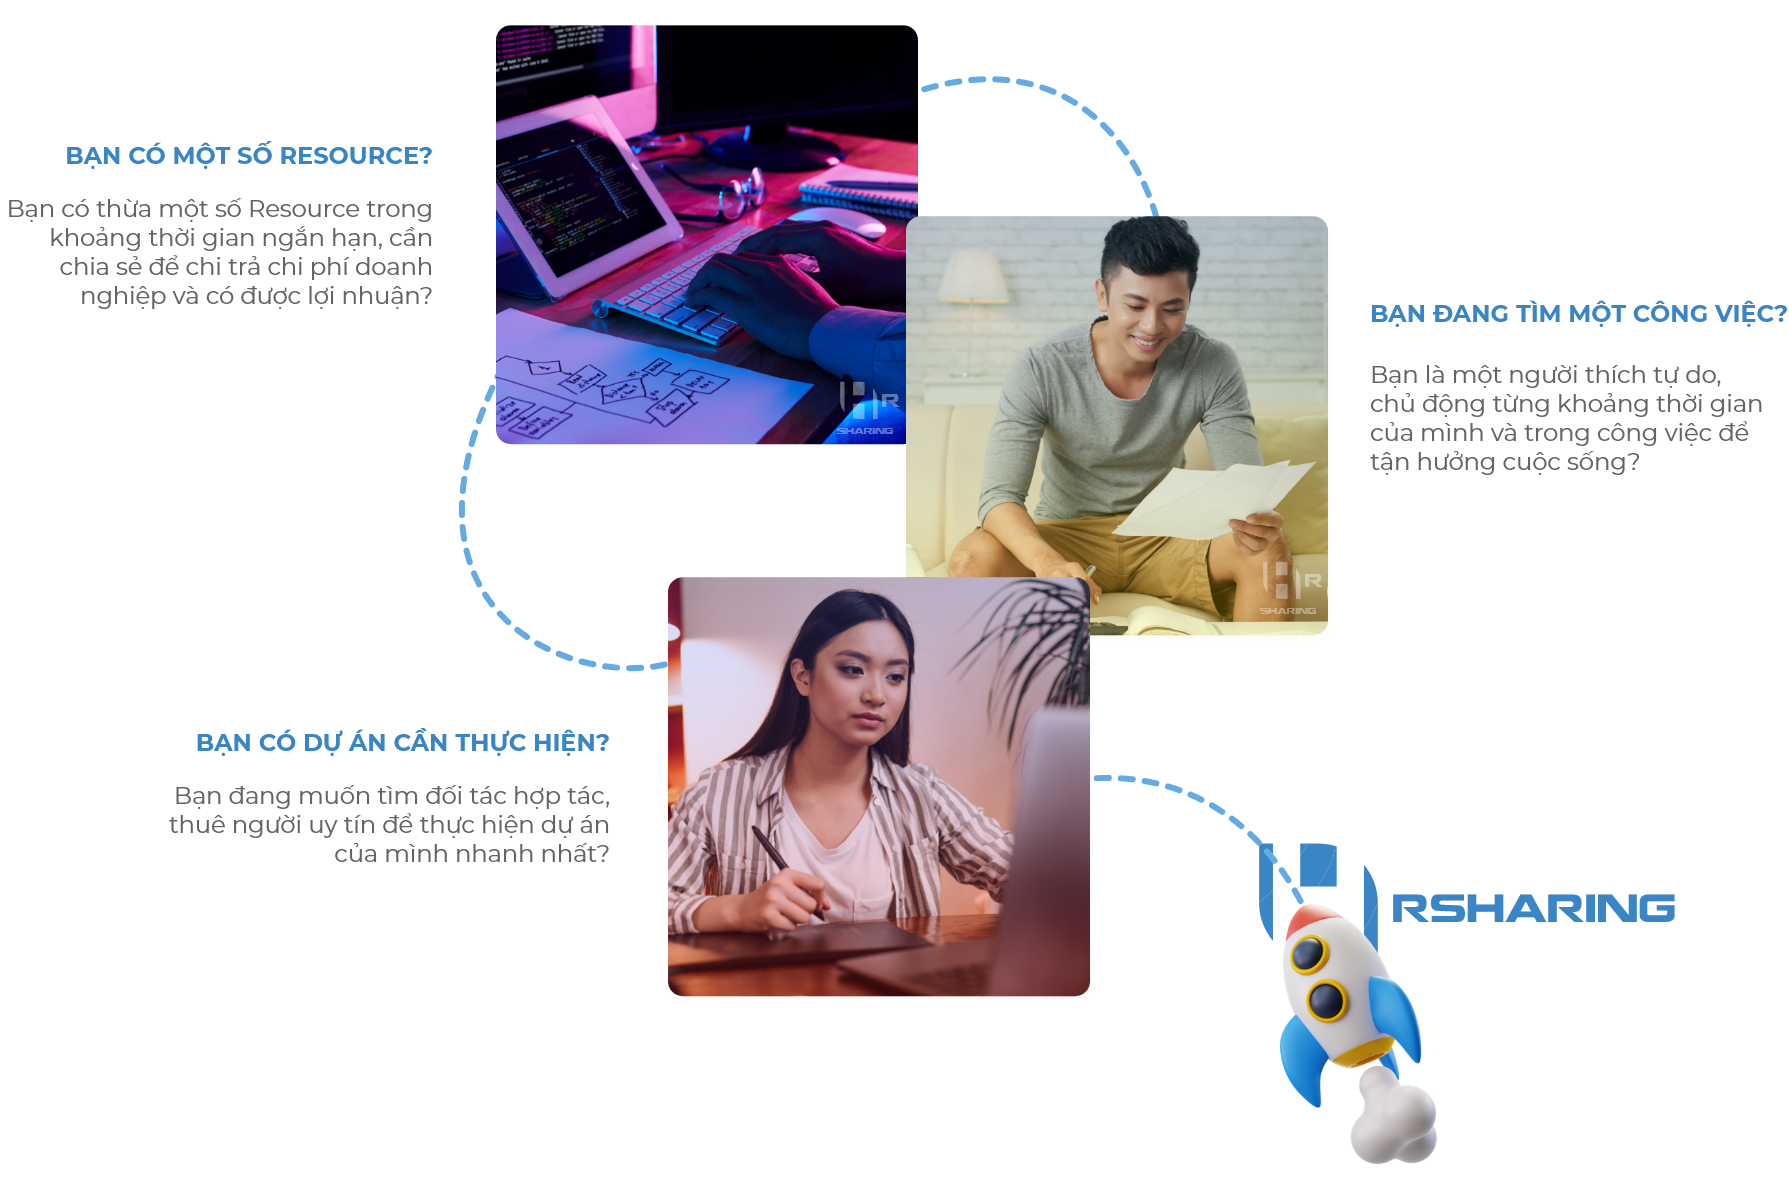 BẠN CÓ MỘT SỐ RESOURCE?
Bạn có thừa một số Resource trong
khoảng thời gian ngắn hạn, cần
chia sẻ để chi trả chi phí doanh
nghiệp và có được lợi nhuận?
R
SHARING
BẠN ĐANG TÌM MỘT CÔNG VIỆC?
Bạn là một người thích tự do,
chủ động từng khoảng thời gian
của mình và trong công việc để
tận hưởng cuộc sống?
R
SHARING
BẠN CÓ DỰ ÁN CẦN THỰC HIỆN?
Bạn đang muốn tìm đối tác hợp tác,
thuê người uy tín để thực hiện dự án
của mình nhanh nhất?
RSHARING